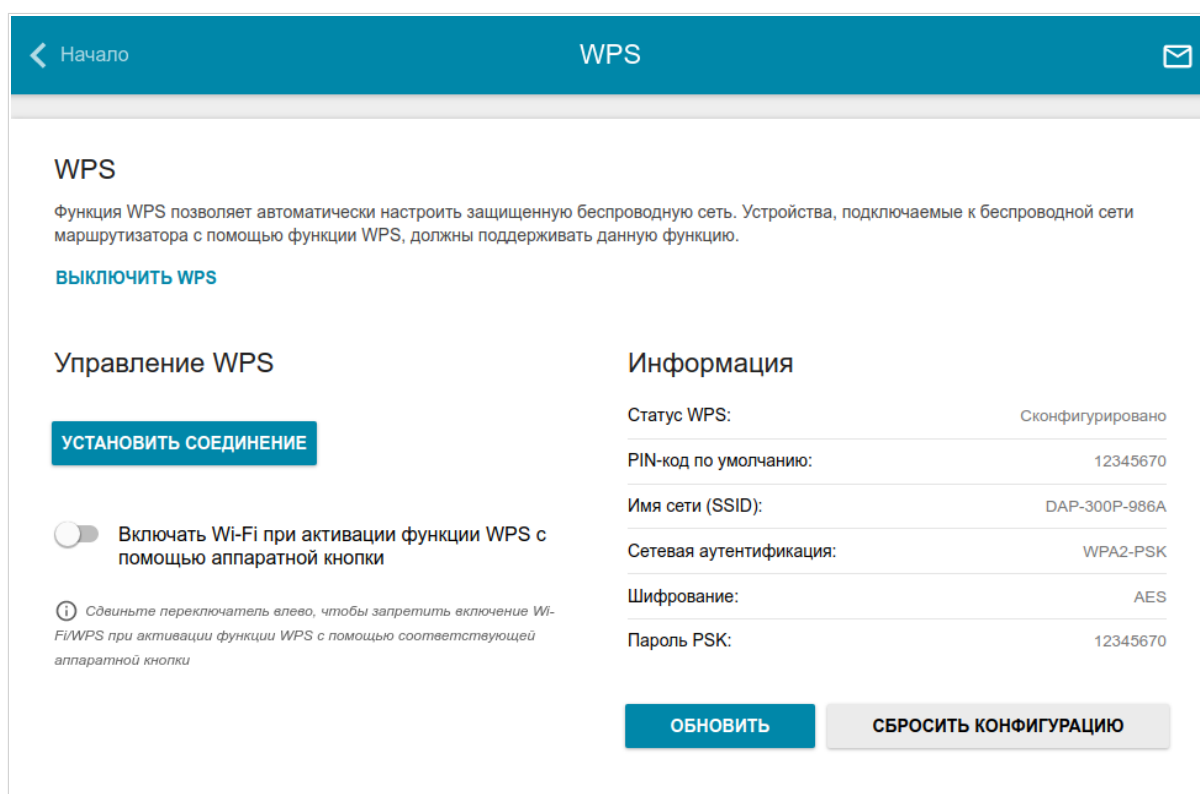 Начало
WPS
WPS
Функция WPS позволяет автоматически настроить защищенную беспроводную сеть. Устройства, подключаемые к беспроводной сети
маршрутизатора с помощью функции WPS, должны поддерживать данную функцию.
ВЫКЛЮЧИТЬ WPS
Управление WPS
УСТАНОВИТЬ СОЕДИНЕНИЕ
Включать Wi-Fi при активации функции WPS с
помощью аппаратной кнопки
Сдвиньте переключатель влево, чтобы запретить включение Wi-
Fi/WPS при активации функции WPS с помощью соответствующей
аппаратной кнопки
Информация
Статус WPS: Сконфигурировано
PIN-код по умолчанию: 12345670
Имя сети (SSID): DAP-300P-986A
Сетевая аутентификация: WPA2-PSK
Шифрование: AES
Пароль PSK: 12345670
ОБНОВИТЬ СБРОСИТЬ КОНФИГУРАЦИЮ